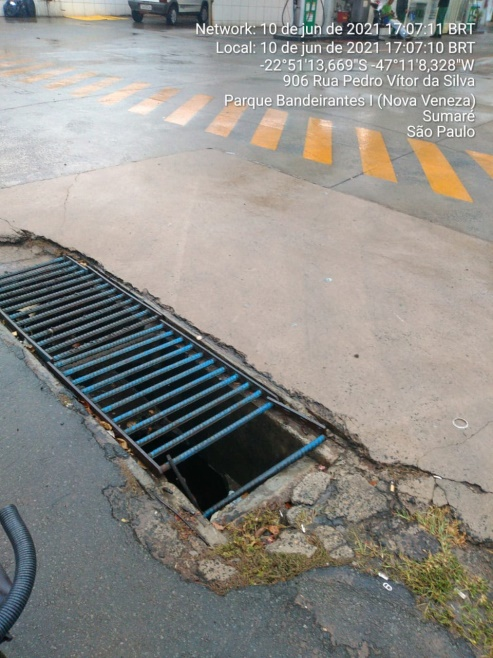 Network: 10 de jun de 2021 17:07:11 BRT
Local: 10 de jun de 2021 17:07:10 BRT
-22°51'13,669"S -47°11'8,328"W
906 Rua Pedro Vítor da Silva
Parque Bandeirantes I (Nova Veneza)
Sumaré
São Paulo